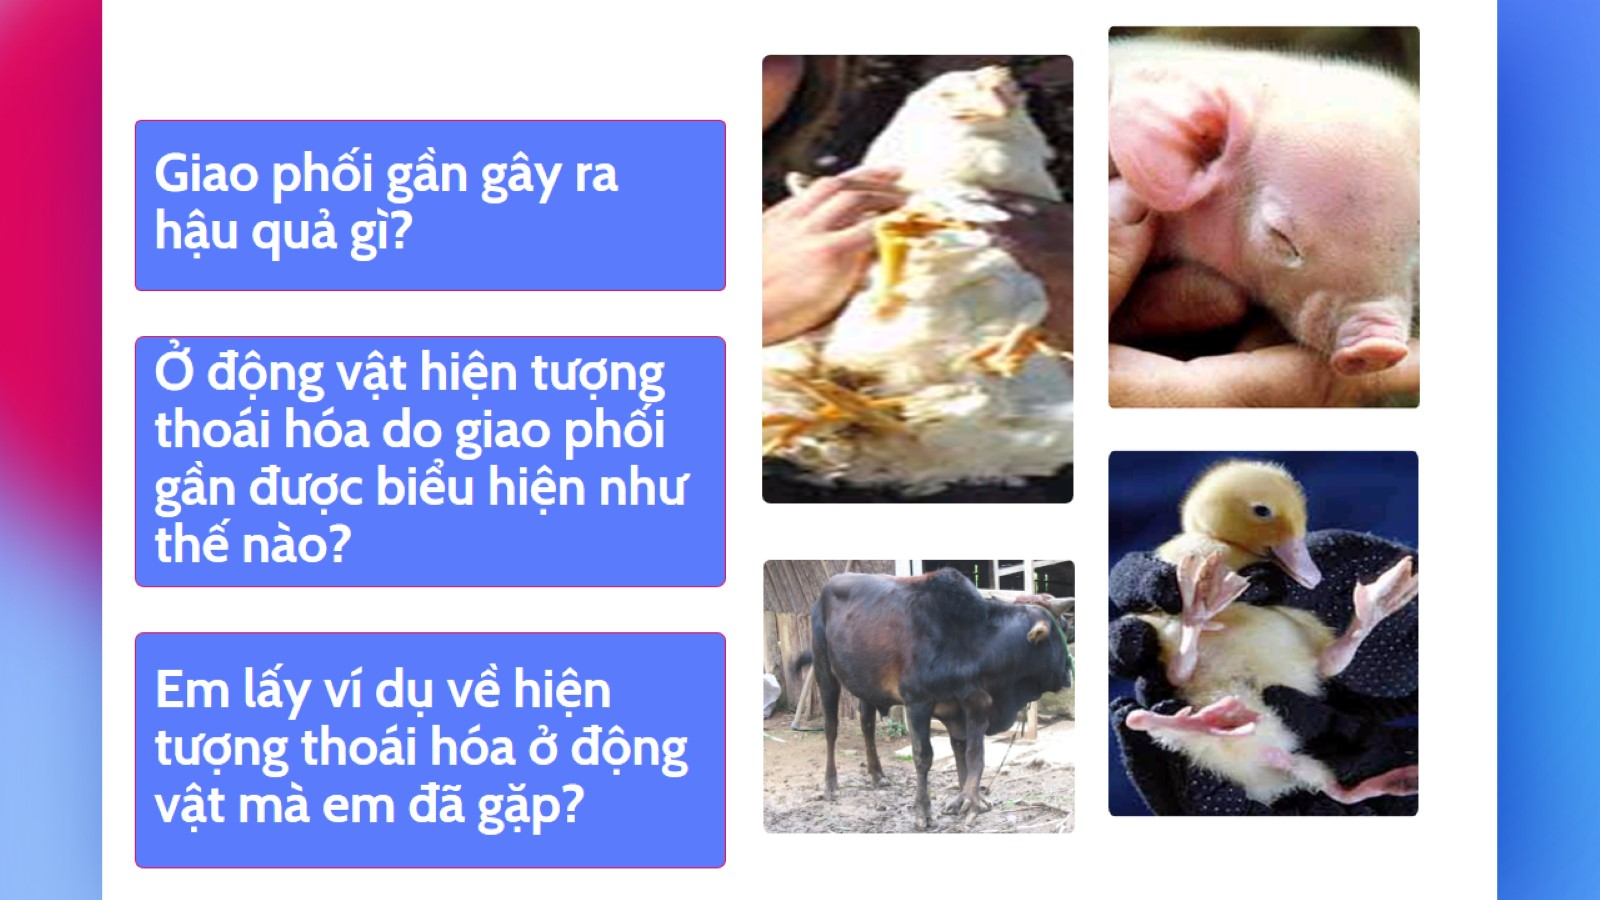 Giao phối gần gây ra
hậu quả gì?
Ở động vật hiện tượng
thoái hóa do giao phối
gần được biểu hiện như
thế nào?
Em lấy ví dụ về hiện
tượng thoái hóa ở động
vật mà em đã gặp?